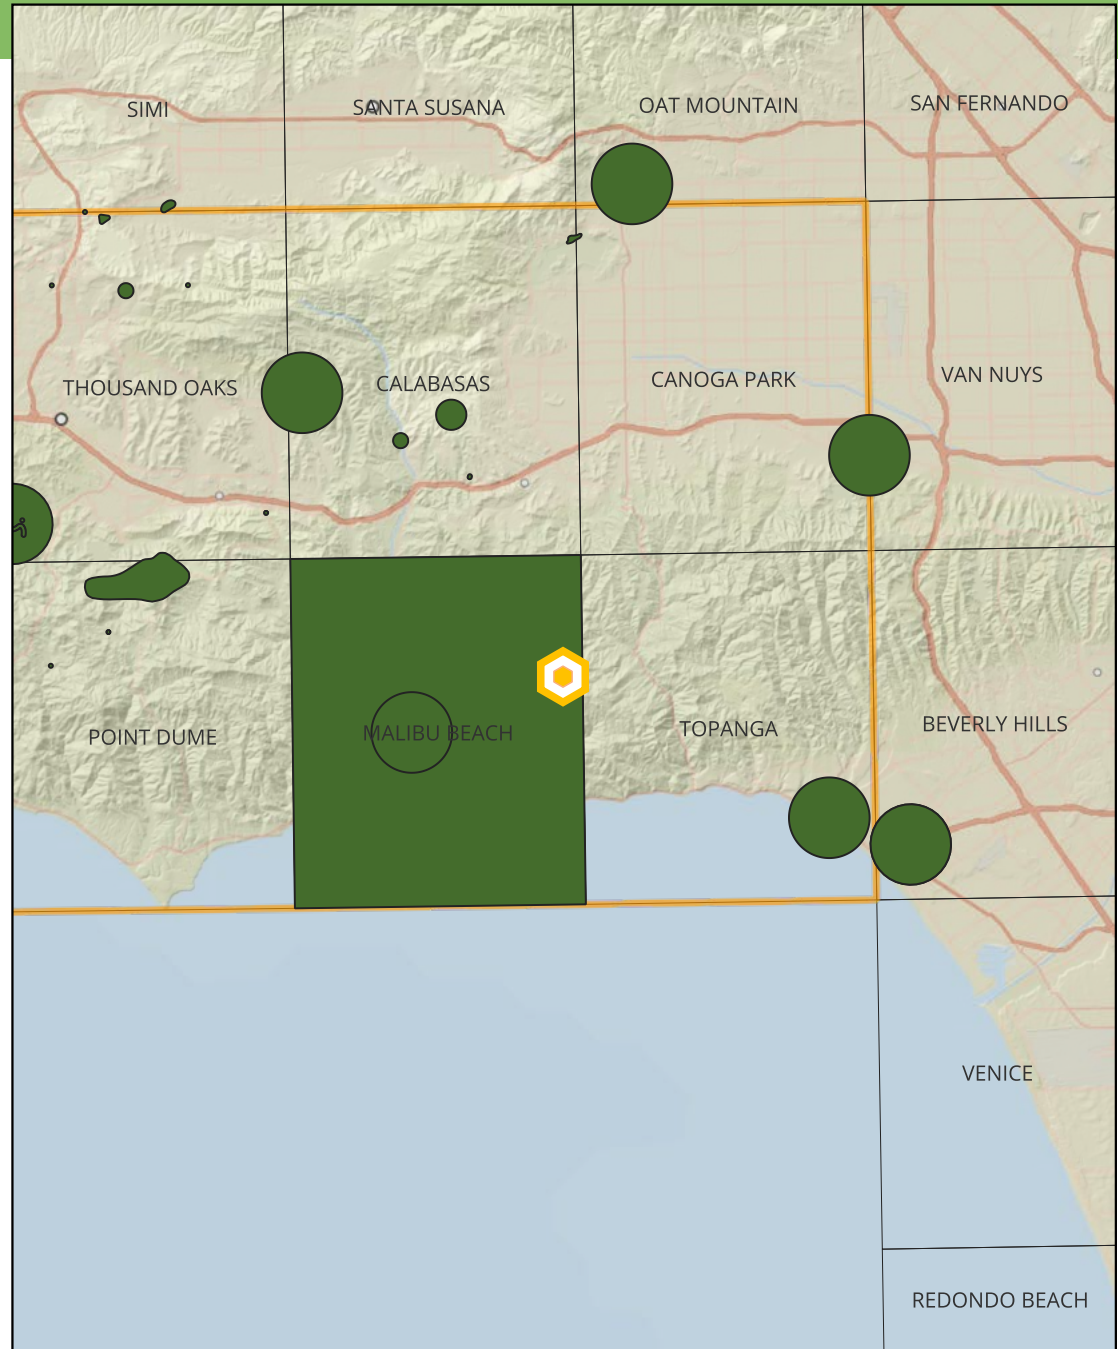 SIMI
SANTA SUSANA
OAT MOUNTAIN
SAN FERNANDO
THOUSAND OAKS
CALABASAS
CANOGA PARK
VAN NUYS
POINT DUME
MALIBU BEACH
TOPANGA
BEVERLY HILLS
VENICE
REDONDO BEACH